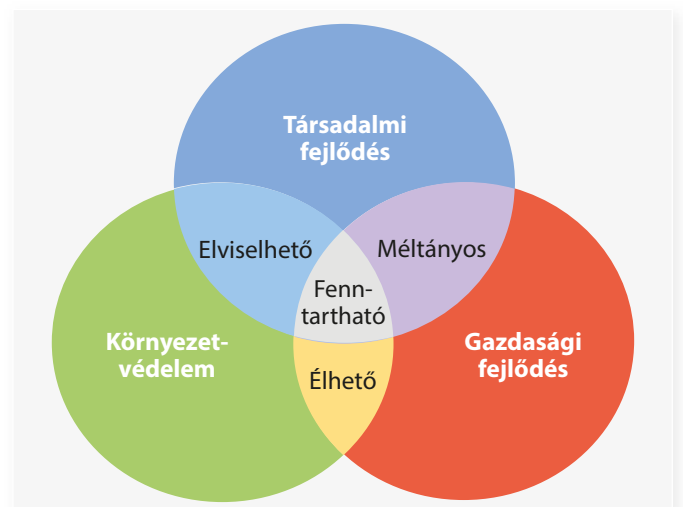 Társadalmi
fejlődés
Elviselhető
Méltányos
Fenn-
tartható
Környezet-
védelem
Gazdasági
fejlődés
Élhető